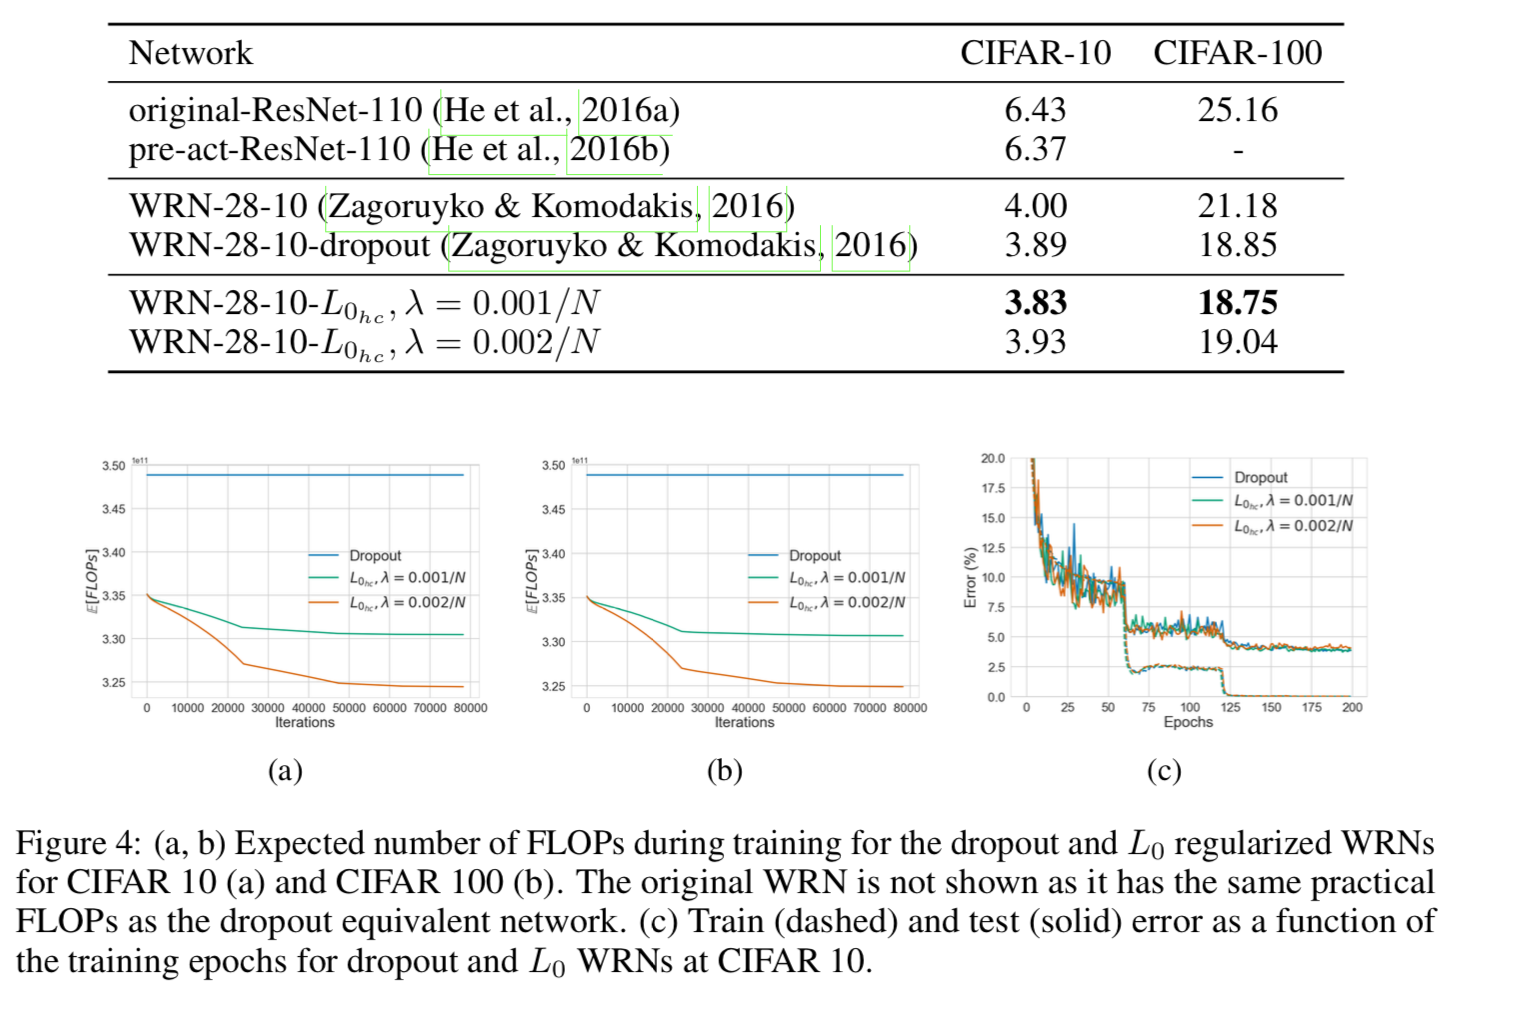 Network CIFAR-10 CIFAR-100
original-ResNet-110 (He et al., 2016a) 6.43 25.16
pre-act-ResNet-110 (He et al., 2016b) 6.37 -
WRN-28-10 (Zagoruyko & Komodakis, 2016) 4.00 21.18
WRN-28-10-dropout (Zagoruyko & Komodakis, 2016) 3.89 18.85
WRN-28-10-L₀ₕc, λ = 0.001/N 3.83 18.75
WRN-28-10-L₀ₕc, λ = 0.002/N 3.93 19.04
1e11
3.50
3.45
3.40
3.35
3.30
3.25
𝔼[FLOPs]
Dropout
L₀ₕc, λ = 0.001/N
L₀ₕc, λ = 0.002/N
0 10000 20000 30000 40000 50000 60000 70000 80000
Iterations
(a)
1e11
3.50
3.45
3.40
3.35
3.30
3.25
𝔼[FLOPs]
Dropout
L₀ₕc, λ = 0.001/N
L₀ₕc, λ = 0.002/N
0 10000 20000 30000 40000 50000 60000 70000 80000
Iterations
(b)
20.0
17.5
15.0
12.5
10.0
7.5
5.0
2.5
0.0
Error (%)
Dropout
L₀ₕc, λ = 0.001/N
L₀ₕc, λ = 0.002/N
0 25 50 75 100 125 150 175 200
Epochs
(c)
Figure 4: (a, b) Expected number of FLOPs during training for the dropout and L₀ regularized WRNs
for CIFAR 10 (a) and CIFAR 100 (b). The original WRN is not shown as it has the same practical
FLOPs as the dropout equivalent network. (c) Train (dashed) and test (solid) error as a function of
the training epochs for dropout and L₀ WRNs at CIFAR 10.